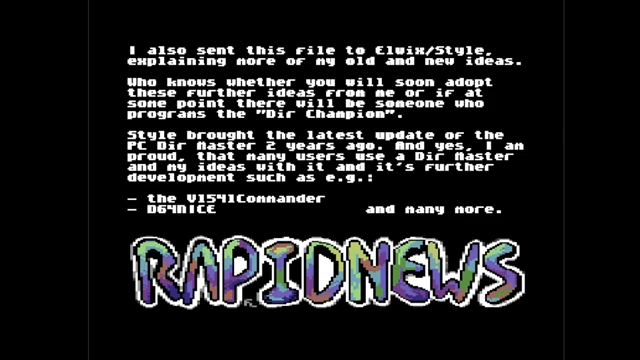 I also sent this file to Elwix/Style,
explaining more of my old and new ideas.
Who knows whether you will soon adopt
these further ideas from me or if at
some point there will be someone who
programs the "Dir Champion".
Style brought the latest update of the
PC Dir Master 2 years ago. And yes, I am
proud, that many users use a Dir Master
and my ideas with it and it's further
development such as e.g.:
- the V1541Commander
- D64NICE and many more.
RAPIDNEWS